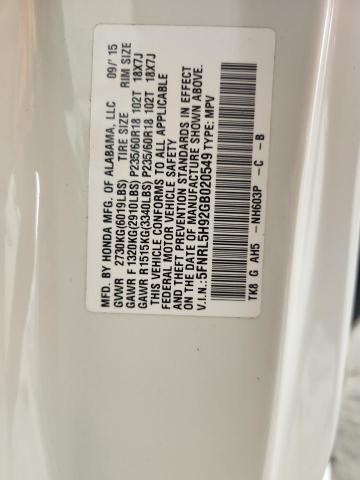 MFD. BY HONDA MFG. OF ALABAMA, LLC 09/'15
GVWR 2730KG(6019LBS) TIRE SIZE RIM SIZE
GAWR F 1320KG(2910LBS) P235/60R18 102T 18X7J
GAWR R1515KG(3340LBS) P235/60R18 102T 18X7J
THIS VEHICLE CONFORMS TO ALL APPLICABLE
FEDERAL MOTOR VEHICLE SAFETY
AND THEFT PREVENTION STANDARDS IN EFFECT
ON THE DATE OF MANUFACTURE SHOWN ABOVE.
V.I.N.: 5FNRL5H92GB020549 TYPE: MPV
TK8 G AH5 - NH603P - C - B